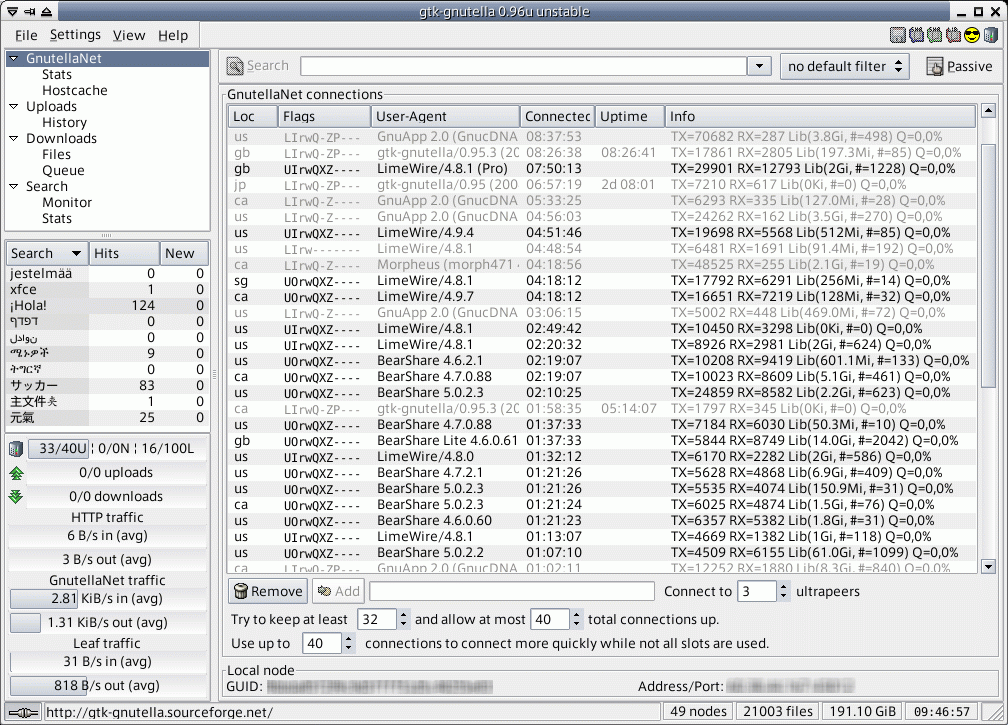 gtk-gnutella 0.96u unstable
File Settings View Help
GnutellaNet
Stats
Hostcache
Uploads
History
Downloads
Files
Queue
Search
Monitor
Stats
Search Hits New
jestelmää 0 0
xfce 1 0
¡Hola! 124 0
דפדף 0 0
0 0
ሜኑዎች 9 0
ትግርኛ 0 0
サッカー 83 0
主文件夹 1 0
元氣 25 0
33/40U ¦ 0/0N ¦ 16/100L
0/0 uploads
0/0 downloads
HTTP traffic
6 B/s in (avg)
3 B/s out (avg)
GnutellaNet traffic
2.81 KiB/s in (avg)
1.31 KiB/s out (avg)
Leaf traffic
31 B/s in (avg)
818 B/s out (avg)
Search no default filter Passive
GnutellaNet connections
Loc Flags User-Agent Connectec Uptime Info
us LIrwQ-ZP--- GnuApp 2.0 (GnucDNA 08:37:53 TX=70682 RX=287 Lib(3.8Gi, #=498) Q=0,0%
gb LIrwQ-ZP--- gtk-gnutella/0.95.3 (20 08:26:38 08:26:41 TX=17861 RX=2805 Lib(197.3Mi, #=85) Q=0,0%
gb UIrwQXZ---- LimeWire/4.8.1 (Pro) 07:50:13 TX=29901 RX=12793 Lib(2Gi, #=1228) Q=0,0%
jp LIrwQ-ZP--- gtk-gnutella/0.95 (200 06:57:19 2d 08:01 TX=7210 RX=617 Lib(0Ki, #=0) Q=0,0%
ca LIrwQ-Z---- GnuApp 2.0 (GnucDNA 05:33:25 TX=6293 RX=335 Lib(127.0Mi, #=28) Q=0,0%
us LIrwQ-Z---- GnuApp 2.0 (GnucDNA 04:56:03 TX=24262 RX=162 Lib(3.5Gi, #=270) Q=0,0%
us UIrwQXZ---- LimeWire/4.9.4 04:51:46 TX=19698 RX=5568 Lib(512Mi, #=85) Q=0,0%
us LIrw------- LimeWire/4.8.1 04:48:54 TX=6481 RX=1691 Lib(91.4Mi, #=192) Q=0,0%
ca LIrwQ-Z---- Morpheus (morph471 04:18:56 TX=48525 RX=255 Lib(2.1Gi, #=19) Q=0,0%
sg UOrwQXZ---- LimeWire/4.8.1 04:18:12 TX=17792 RX=6291 Lib(256Mi, #=14) Q=0,0%
ca UOrwQXZ---- LimeWire/4.9.7 04:18:12 TX=16651 RX=7219 Lib(128Mi, #=32) Q=0,0%
us LIrwQ-Z---- GnuApp 2.0 (GnucDNA 03:06:15 TX=5002 RX=448 Lib(469.0Mi, #=72) Q=0,0%
us UIrwQXZ---- LimeWire/4.8.1 02:49:42 TX=10450 RX=3298 Lib(0Ki, #=0) Q=0,0%
us UIrwQXZ---- LimeWire/4.8.1 02:20:32 TX=8926 RX=2981 Lib(2Gi, #=624) Q=0,0%
us UOrwQXZ---- BearShare 4.6.2.1 02:19:07 TX=10208 RX=9419 Lib(601.1Mi, #=133) Q=0,0%
ca UOrwQXZ---- BearShare 4.7.0.88 02:19:07 TX=10023 RX=8609 Lib(5.1Gi, #=461) Q=0,0%
us UOrwQXZ---- BearShare 5.0.2.3 02:10:25 TX=24859 RX=8582 Lib(2.2Gi, #=623) Q=0,0%
ca LIrwQ-ZP--- gtk-gnutella/0.95.3 (20 01:58:35 05:14:07 TX=1797 RX=345 Lib(0Ki, #=0) Q=0,0%
us UOrwQXZ---- BearShare 4.7.0.88 01:37:33 TX=7184 RX=6030 Lib(50.3Mi, #=10) Q=0,0%
gb UOrwQXZ---- BearShare Lite 4.6.0.61 01:37:33 TX=5844 RX=8749 Lib(14.0Gi, #=2042) Q=0,0%
us UIrwQXZ---- LimeWire/4.8.0 01:32:12 TX=6170 RX=2282 Lib(2Gi, #=586) Q=0,0%
us UOrwQXZ---- BearShare 4.7.2.1 01:21:26 TX=5628 RX=4868 Lib(6.9Gi, #=409) Q=0,0%
us UOrwQXZ---- BearShare 5.0.2.3 01:21:26 TX=5535 RX=4074 Lib(150.9Mi, #=31) Q=0,0%
ca UOrwQXZ---- BearShare 5.0.2.3 01:21:24 TX=6025 RX=4874 Lib(1.5Gi, #=76) Q=0,0%
us UOrwQXZ---- BearShare 4.6.0.60 01:21:23 TX=6357 RX=5382 Lib(1.8Gi, #=31) Q=0,0%
us UIrwQXZ---- LimeWire/4.8.1 01:13:07 TX=4669 RX=1382 Lib(1Gi, #=118) Q=0,0%
us UOrwQXZ---- BearShare 5.0.2.2 01:07:10 TX=4509 RX=6155 Lib(61.0Gi, #=1099) Q=0,0%
ca LIrwQ-Z---- GnuApp 2.0 (GnucDNA 01:02:11 TX=12252 RX=1880 Lib(8.3Gi, #=840) Q=0,0%
Remove Add Connect to 3 ultrapeers
Try to keep at least 32 and allow at most 40 total connections up.
Use up to 40 connections to connect more quickly while not all slots are used.
Local node
GUID: Address/Port:
http://gtk-gnutella.sourceforge.net/ 49 nodes 21003 files 191.10 GiB 09:46:57